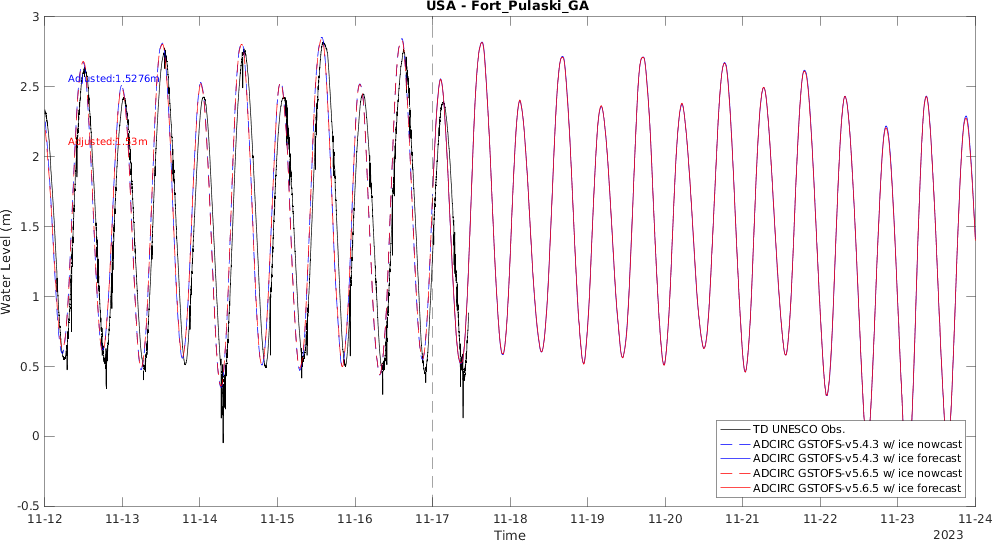 USA - Fort_Pulaski_GA
3
2.5
2
1.5
1
0.5
0
-0.5
Water Level (m)
Adjusted:1.5276m
Adjusted:1.53m
TD UNESCO Obs.
ADCIRC GSTOFS-v5.4.3 w/ ice nowcast
ADCIRC GSTOFS-v5.4.3 w/ ice forecast
ADCIRC GSTOFS-v5.6.5 w/ ice nowcast
ADCIRC GSTOFS-v5.6.5 w/ ice forecast
11-12 11-13 11-14 11-15 11-16 11-17 11-18 11-19 11-20 11-21 11-22 11-23 11-24
Time
2023